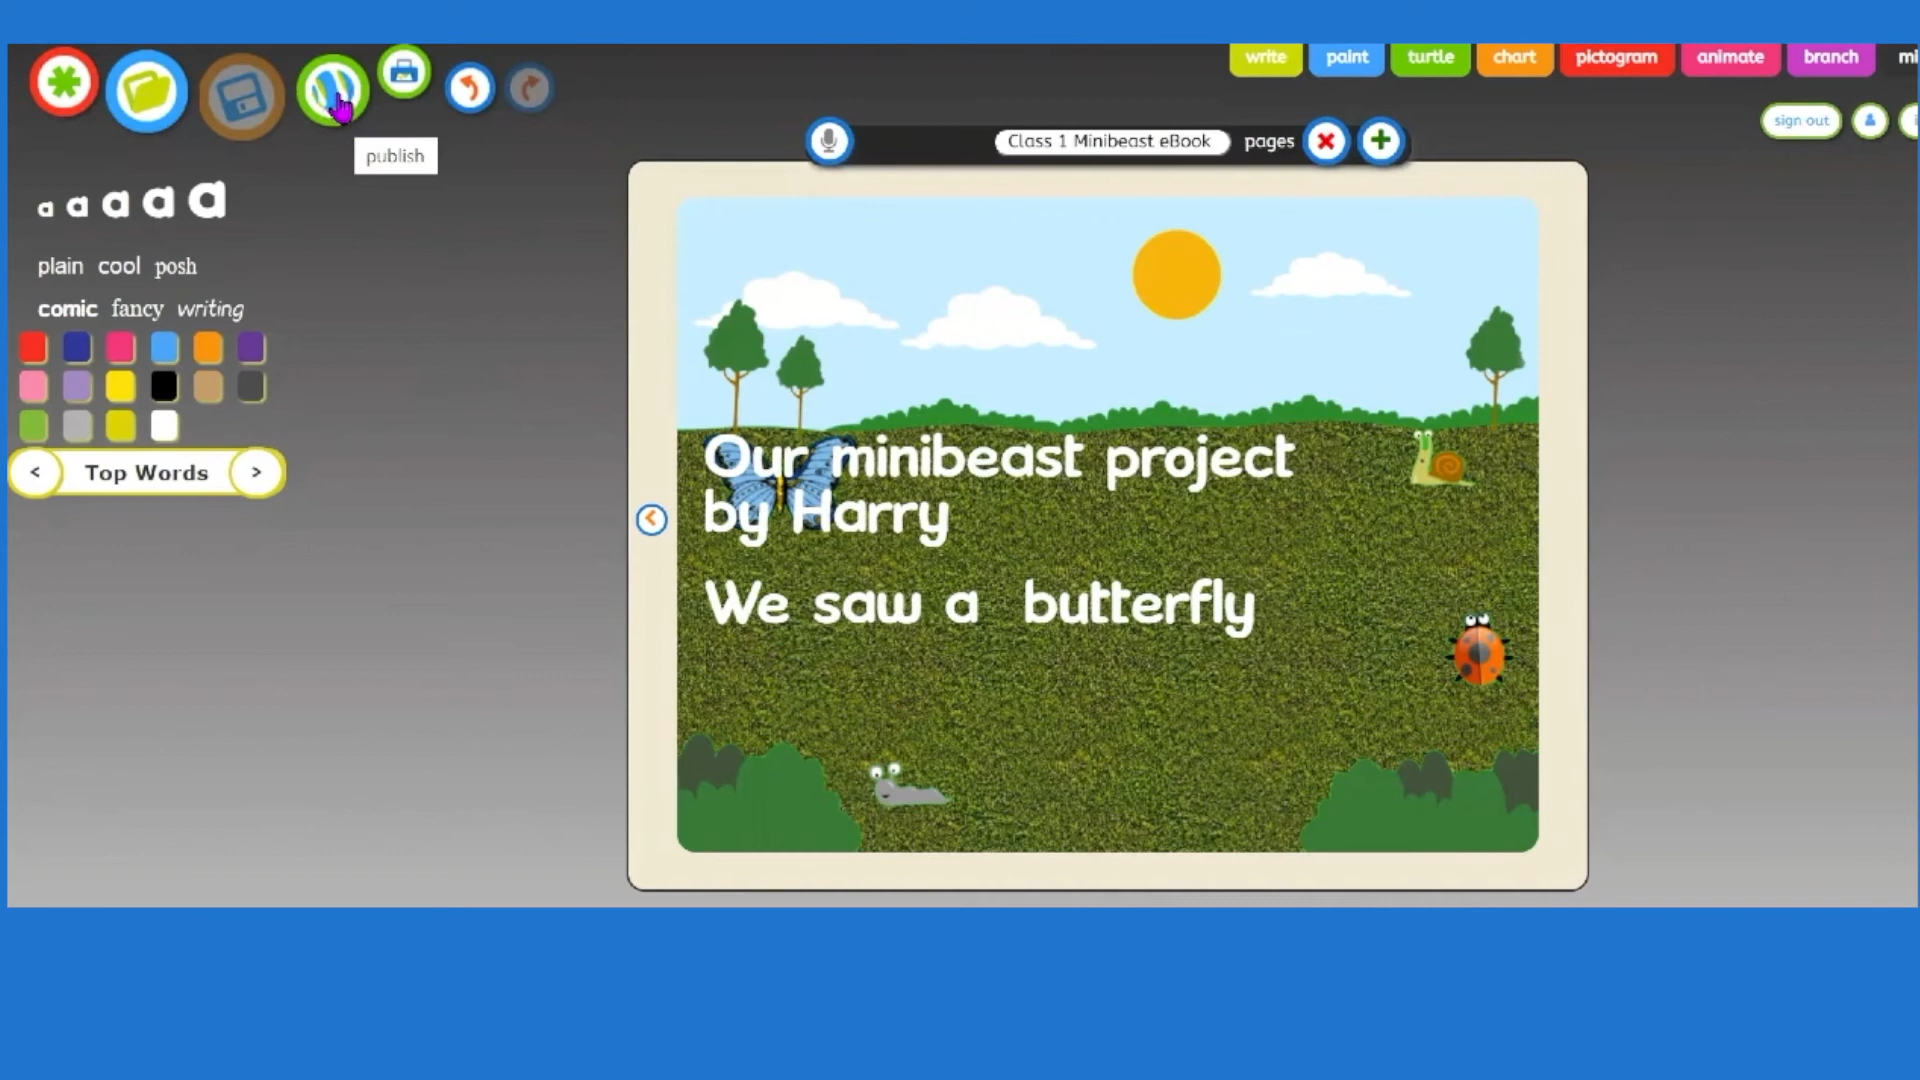 write paint turtle chart pictogram animate branch mi
sign out
publish
Class 1 Minibeast eBook pages
a a a a a
plain cool posh
comic fancy writing
< Top Words >
Our minibeast project
by Harry
We saw a butterfly